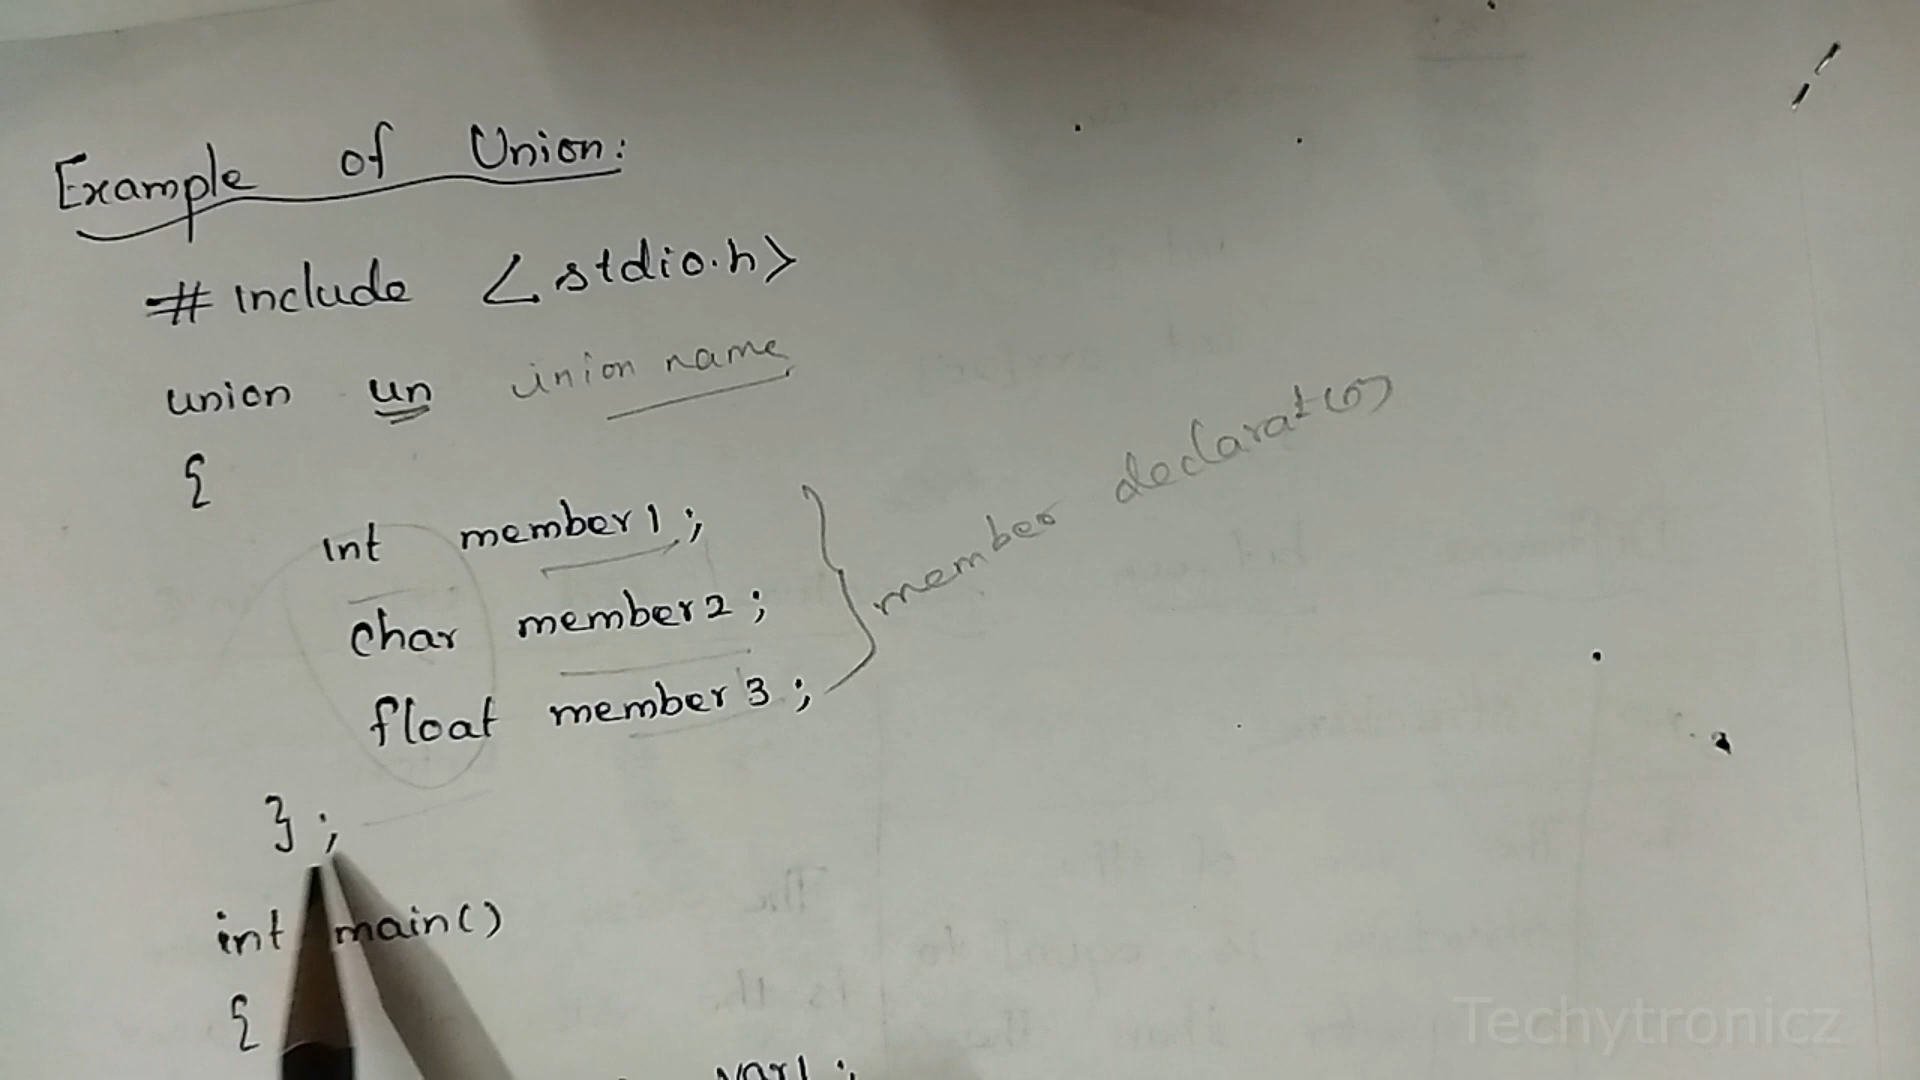 Example of Union:
# include <stdio.h>
union un union name
{
int member1;
char member2;
float member3;
member declaration
};
int main()
{
var1;
Techytronicz